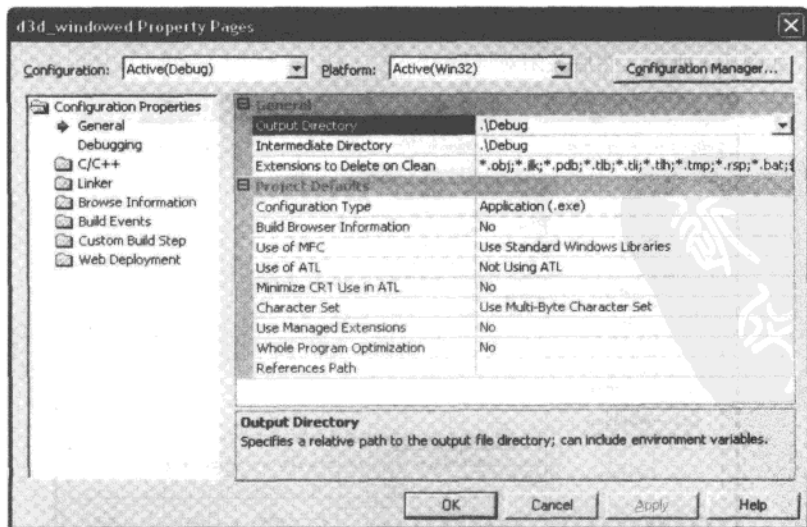 d3d_windowed Property Pages
Configuration: Active(Debug) Platform: Active(Win32) Configuration Manager...
Configuration Properties
General
Debugging
C/C++
Linker
Browse Information
Build Events
Custom Build Step
Web Deployment
General
Output Directory .\Debug
Intermediate Directory .\Debug
Extensions to Delete on Clean *.obj;*.ilk;*.pdb;*.tlb;*.tli;*.tlh;*.tmp;*.rsp;*.bat;$
Project Defaults
Configuration Type Application (.exe)
Build Browser Information No
Use of MFC Use Standard Windows Libraries
Use of ATL Not Using ATL
Minimize CRT Use in ATL No
Character Set Use Multi-Byte Character Set
Use Managed Extensions No
Whole Program Optimization No
References Path
Output Directory
Specifies a relative path to the output file directory; can include environment variables.
OK Cancel Apply Help